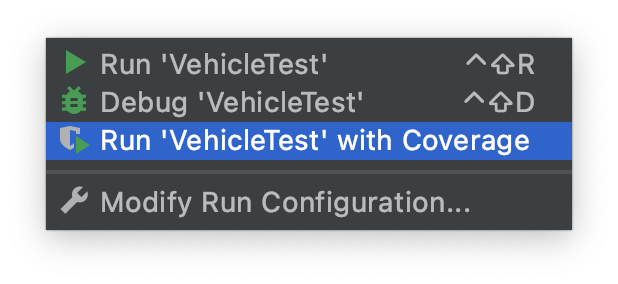 Run 'VehicleTest' ⌃⇧R
Debug 'VehicleTest' ⌃⇧D
Run 'VehicleTest' with Coverage
Modify Run Configuration...